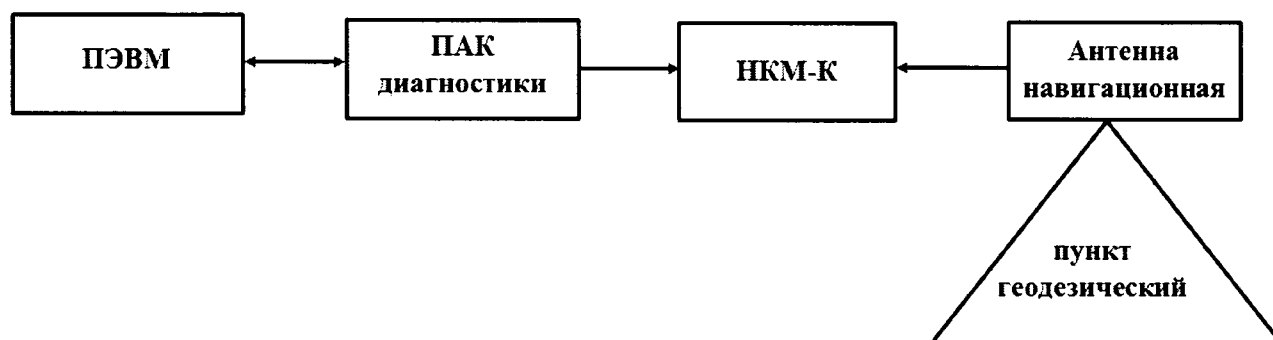 ПЭВМ
ПАК
диагностики
НКМ-К
Антенна
навигационная
пункт
геодезический